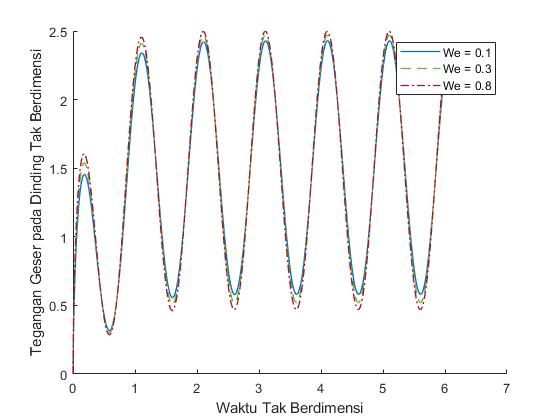 2.5
2
1.5
1
0.5
0
0
1
2
3
4
5
6
7
Tegangan Geser pada Dinding Tak Berdimensi
Waktu Tak Berdimensi
We = 0.1
We = 0.3
We = 0.8